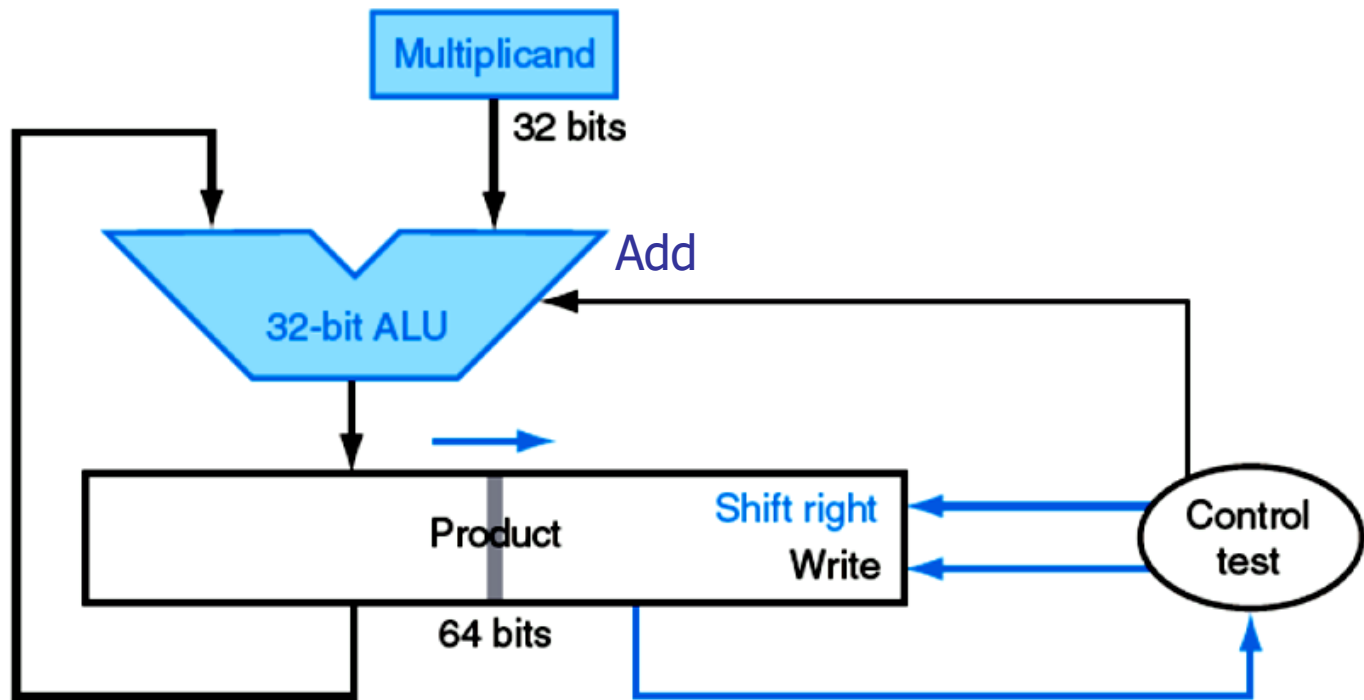 Multiplicand
32 bits
Add
32-bit ALU
Shift right
Product
Write
Control
test
64 bits